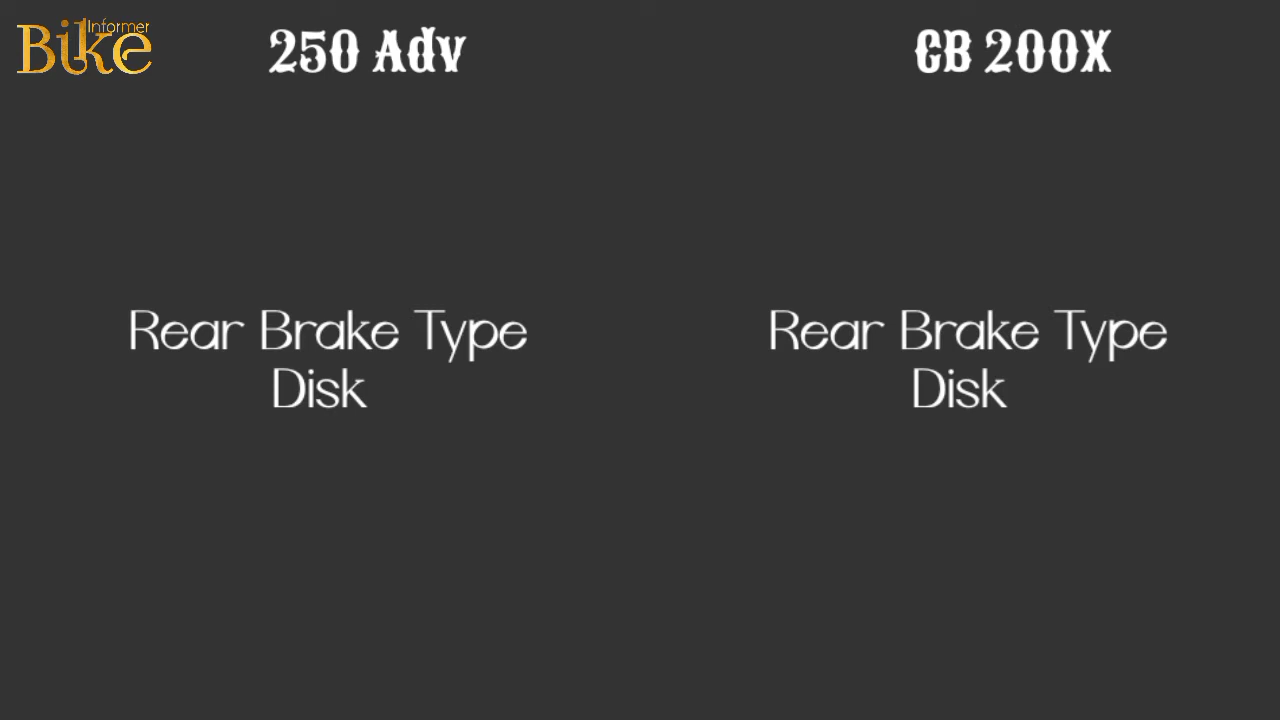 Bike Informer
250 Adv
CB 200X
Rear Brake Type
Disk
Rear Brake Type
Disk